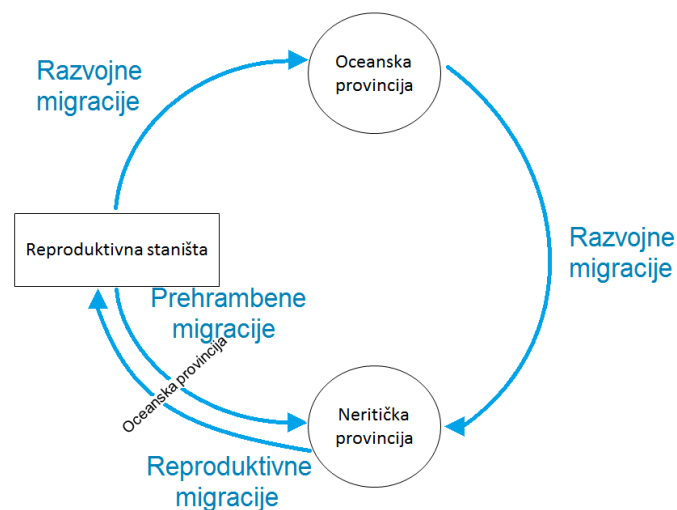 Oceanska
provincija
Razvojne
migracije
Razvojne
migracije
Reproduktivna staništa
Prehrambene
migracije
Oceanska provincija
Neritička
provincija
Reproduktivne
migracije